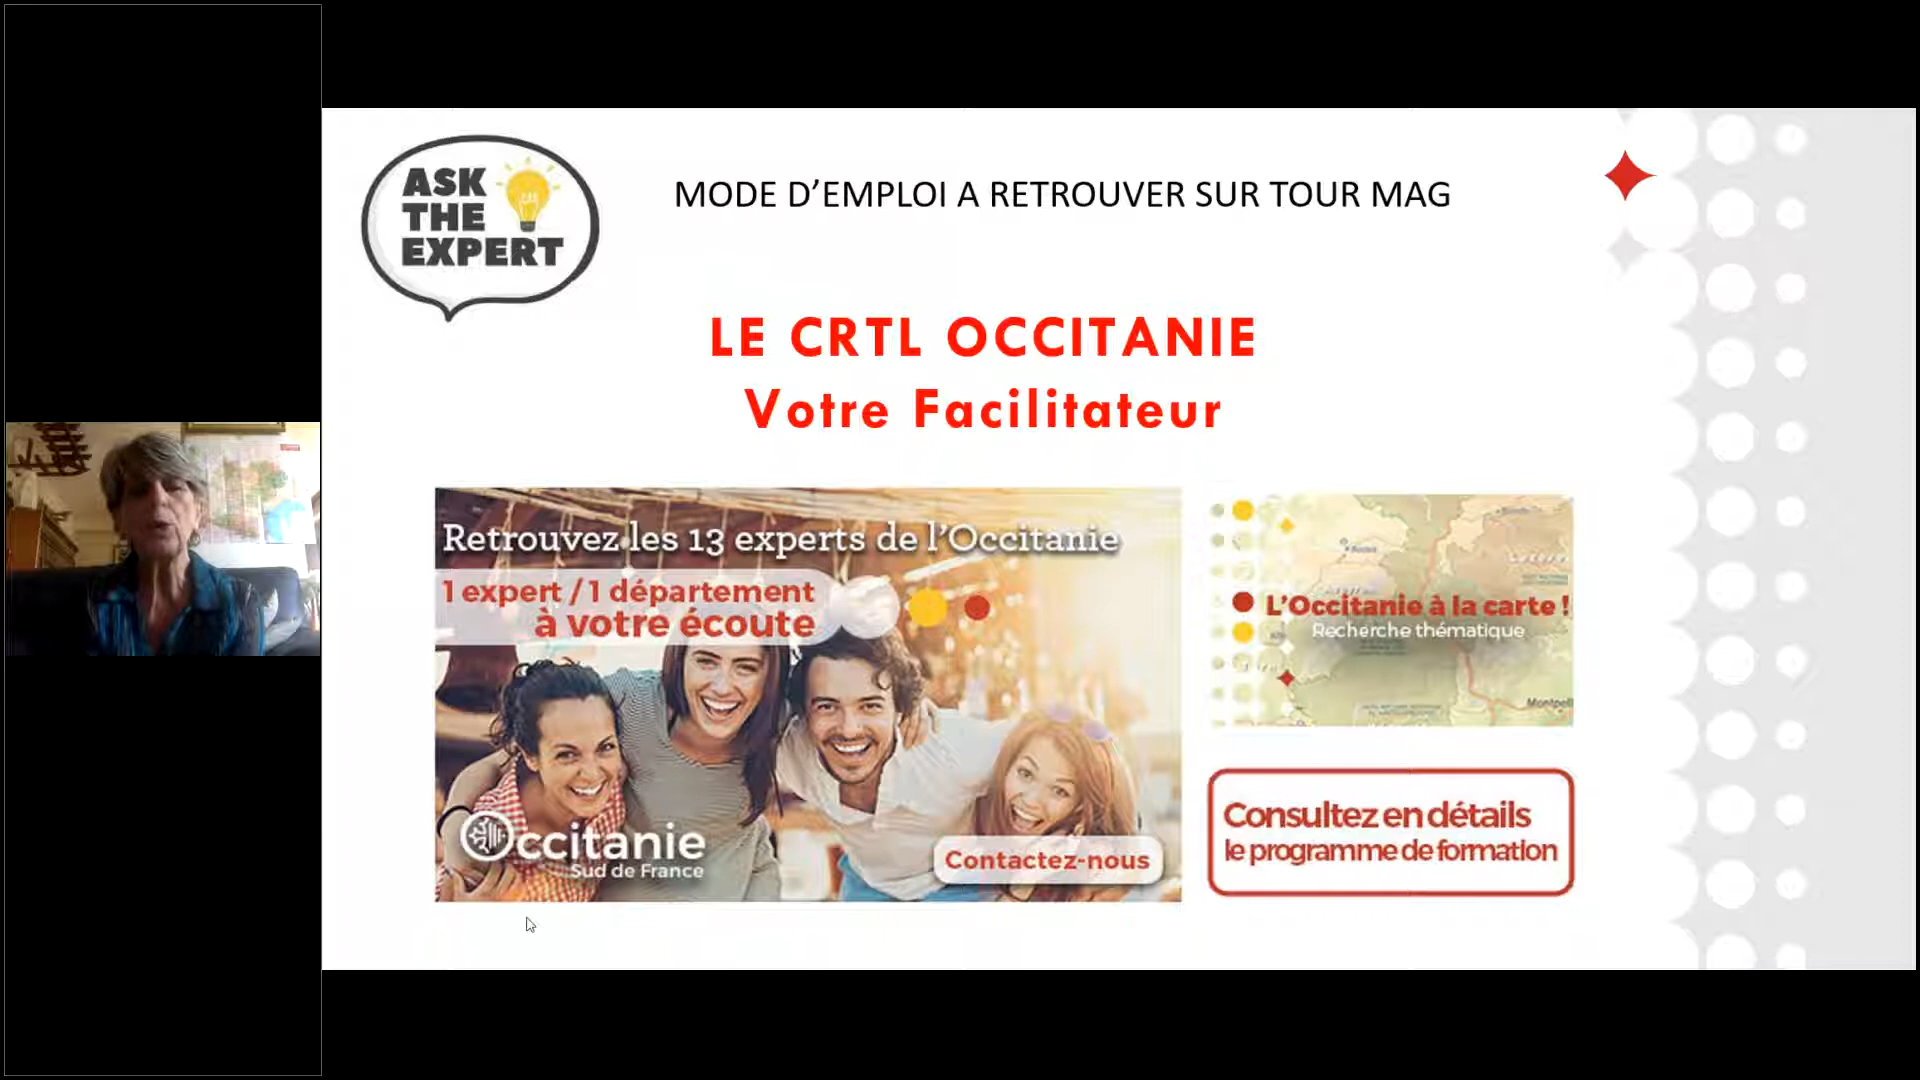 ASK
THE
EXPERT
MODE D’EMPLOI A RETROUVER SUR TOUR MAG
LE CRTL OCCITANIE
Votre Facilitateur
Retrouvez les 13 experts de l’Occitanie
1 expert / 1 département
à votre écoute
Occitanie
Sud de France
Contactez-nous
L’Occitanie à la carte !
Recherche thématique
Consultez en détails
le programme de formation